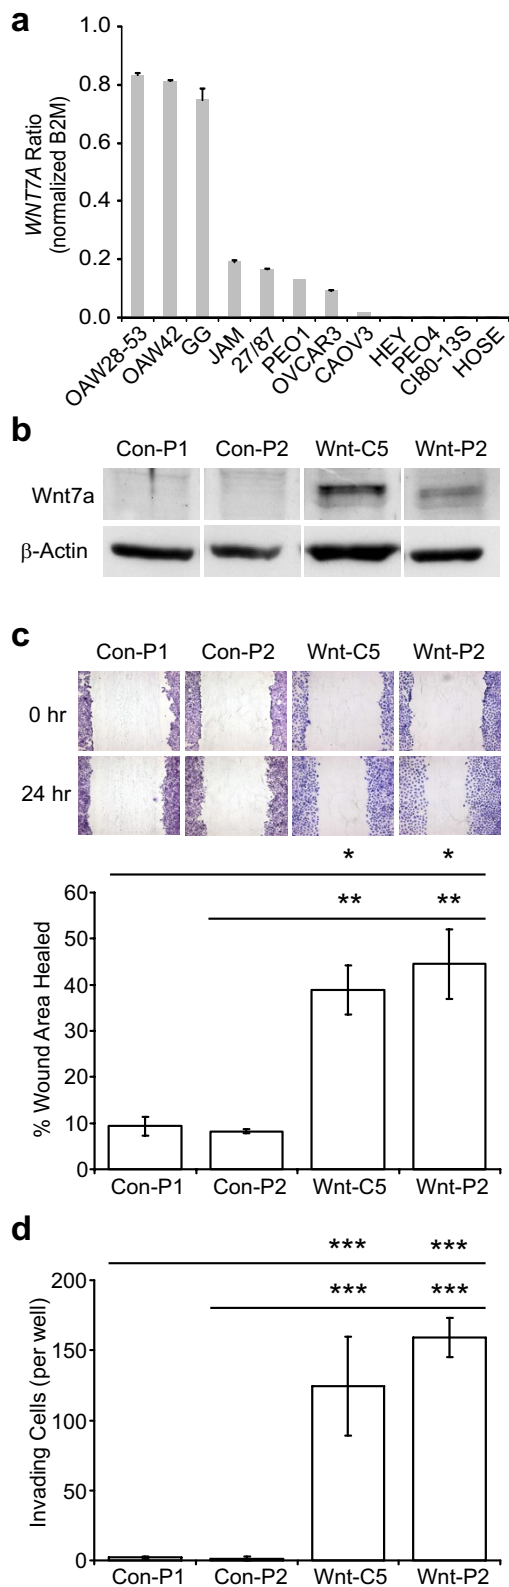 a
WNT7A Ratio
(normalized B2M)
1.0
0.8
0.6
0.4
0.2
0.0
OAW28-53
OAW42
GG
JAM
27/87
PEO1
OVCAR3
CAOV3
HEY
PEO4
CI80-13S
HOSE
b
Con-P1 Con-P2 Wnt-C5 Wnt-P2
Wnt7a
β-Actin
c
Con-P1 Con-P2 Wnt-C5 Wnt-P2
0 hr
24 hr
* *
** **
% Wound Area Healed
60
50
40
30
20
10
0
Con-P1 Con-P2 Wnt-C5 Wnt-P2
d
*** ***
*** ***
Invading Cells (per well)
200
150
100
50
0
Con-P1 Con-P2 Wnt-C5 Wnt-P2